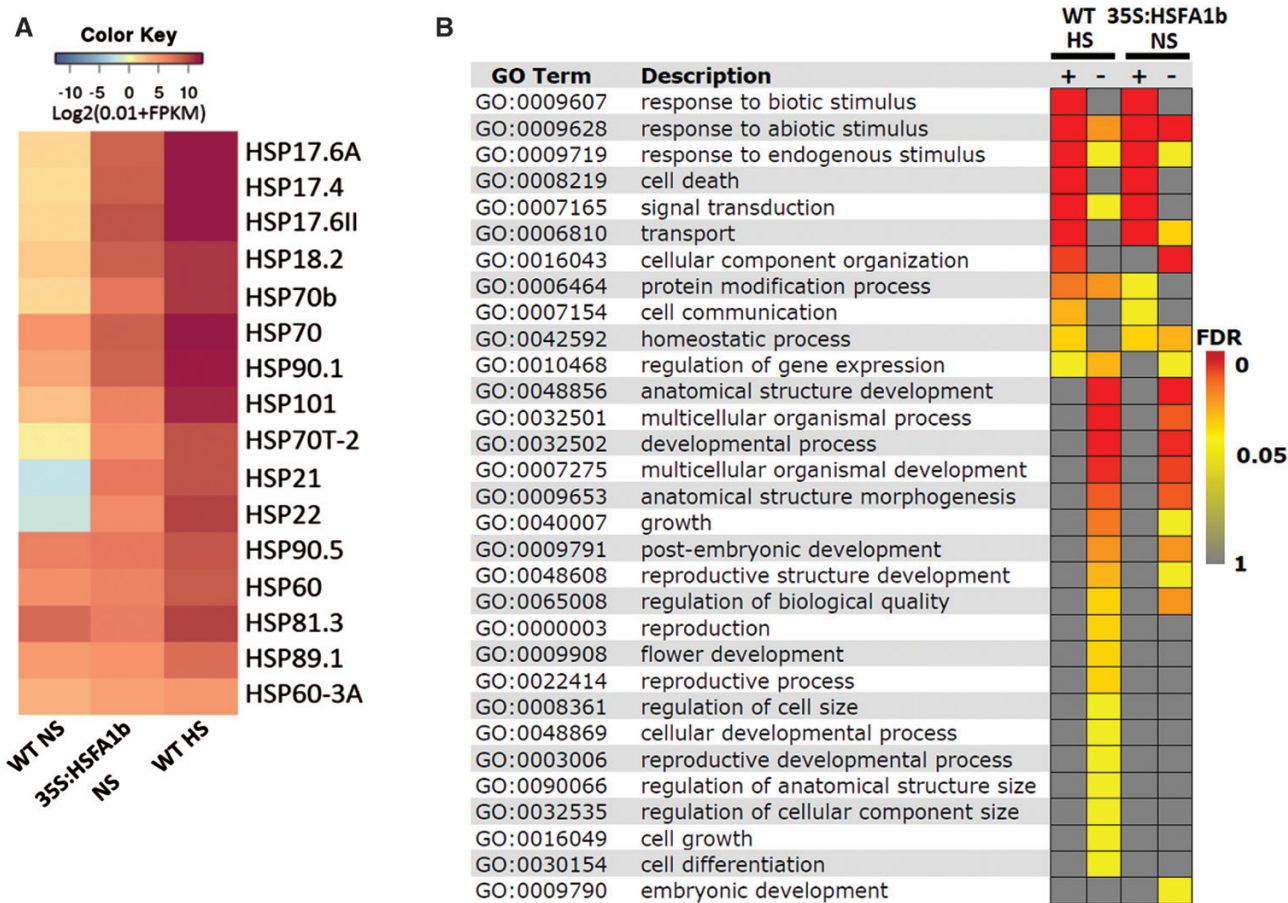 A
Color Key
-10 -5 0 5 10
Log2(0.01+FPKM)
HSP17.6A
HSP17.4
HSP17.6II
HSP18.2
HSP70b
HSP70
HSP90.1
HSP101
HSP70T-2
HSP21
HSP22
HSP90.5
HSP60
HSP81.3
HSP89.1
HSP60-3A
WT NS
35S:HSFA1b
NS
WT HS
B
WT 35S:HSFA1b
HS NS
GO Term Description + - + -
GO:0009607 response to biotic stimulus
GO:0009628 response to abiotic stimulus
GO:0009719 response to endogenous stimulus
GO:0008219 cell death
GO:0007165 signal transduction
GO:0006810 transport
GO:0016043 cellular component organization
GO:0006464 protein modification process
GO:0007154 cell communication
GO:0042592 homeostatic process
GO:0010468 regulation of gene expression
GO:0048856 anatomical structure development
GO:0032501 multicellular organismal process
GO:0032502 developmental process
GO:0007275 multicellular organismal development
GO:0009653 anatomical structure morphogenesis
GO:0040007 growth
GO:0009791 post-embryonic development
GO:0048608 reproductive structure development
GO:0065008 regulation of biological quality
GO:0000003 reproduction
GO:0009908 flower development
GO:0022414 reproductive process
GO:0008361 regulation of cell size
GO:0048869 cellular developmental process
GO:0003006 reproductive developmental process
GO:0090066 regulation of anatomical structure size
GO:0032535 regulation of cellular component size
GO:0016049 cell growth
GO:0030154 cell differentiation
GO:0009790 embryonic development
FDR
0
0.05
1